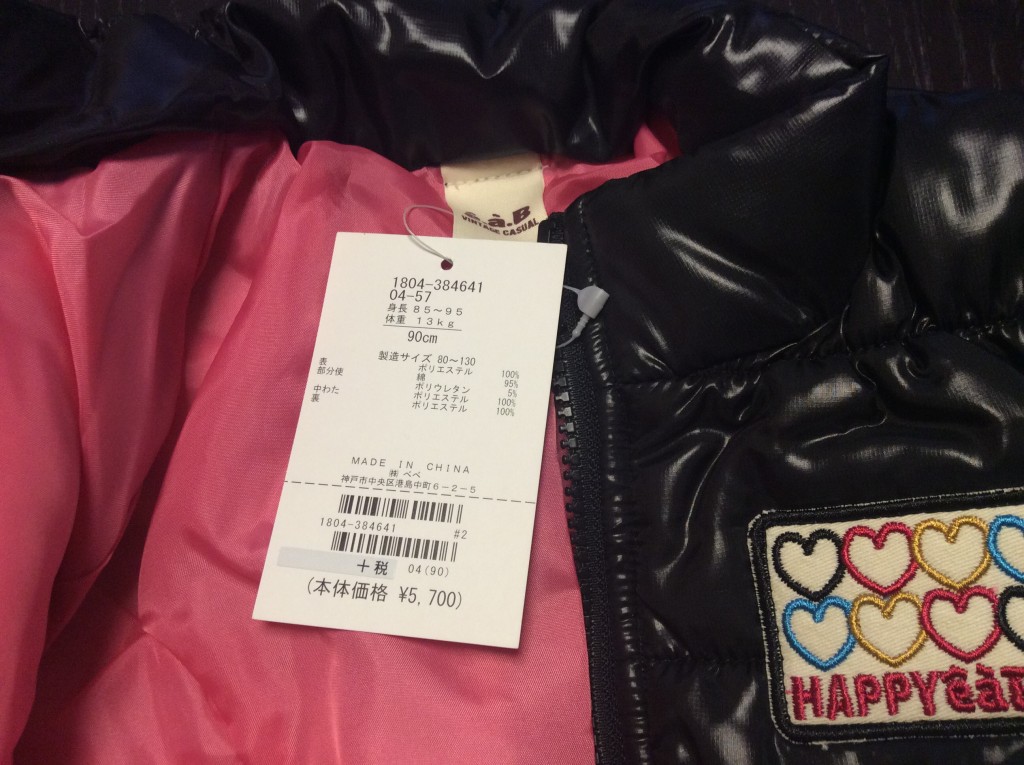 è.à.B
VINTAGE CASUAL
1804-384641
04-57
身長 85～95
体重 13kg
90cm
製造サイズ 80～130
表 ポリエステル 100%
部分使 綿 95%
ポリウレタン 5%
中わた ポリエステル 100%
裏 ポリエステル 100%
MADE IN CHINA
㈱ べべ
神戸市中央区港島中町6-2-5
1804-384641
#2
+税 04(90)
(本体価格 ¥5,700)
HAPPY